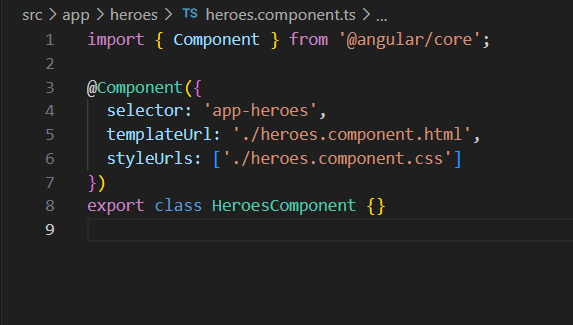 src > app > heroes > TS heroes.component.ts > ...
1 import { Component } from '@angular/core';
2
3 @Component({
4   selector: 'app-heroes',
5   templateUrl: './heroes.component.html',
6   styleUrls: ['./heroes.component.css']
7 })
8 export class HeroesComponent {}
9